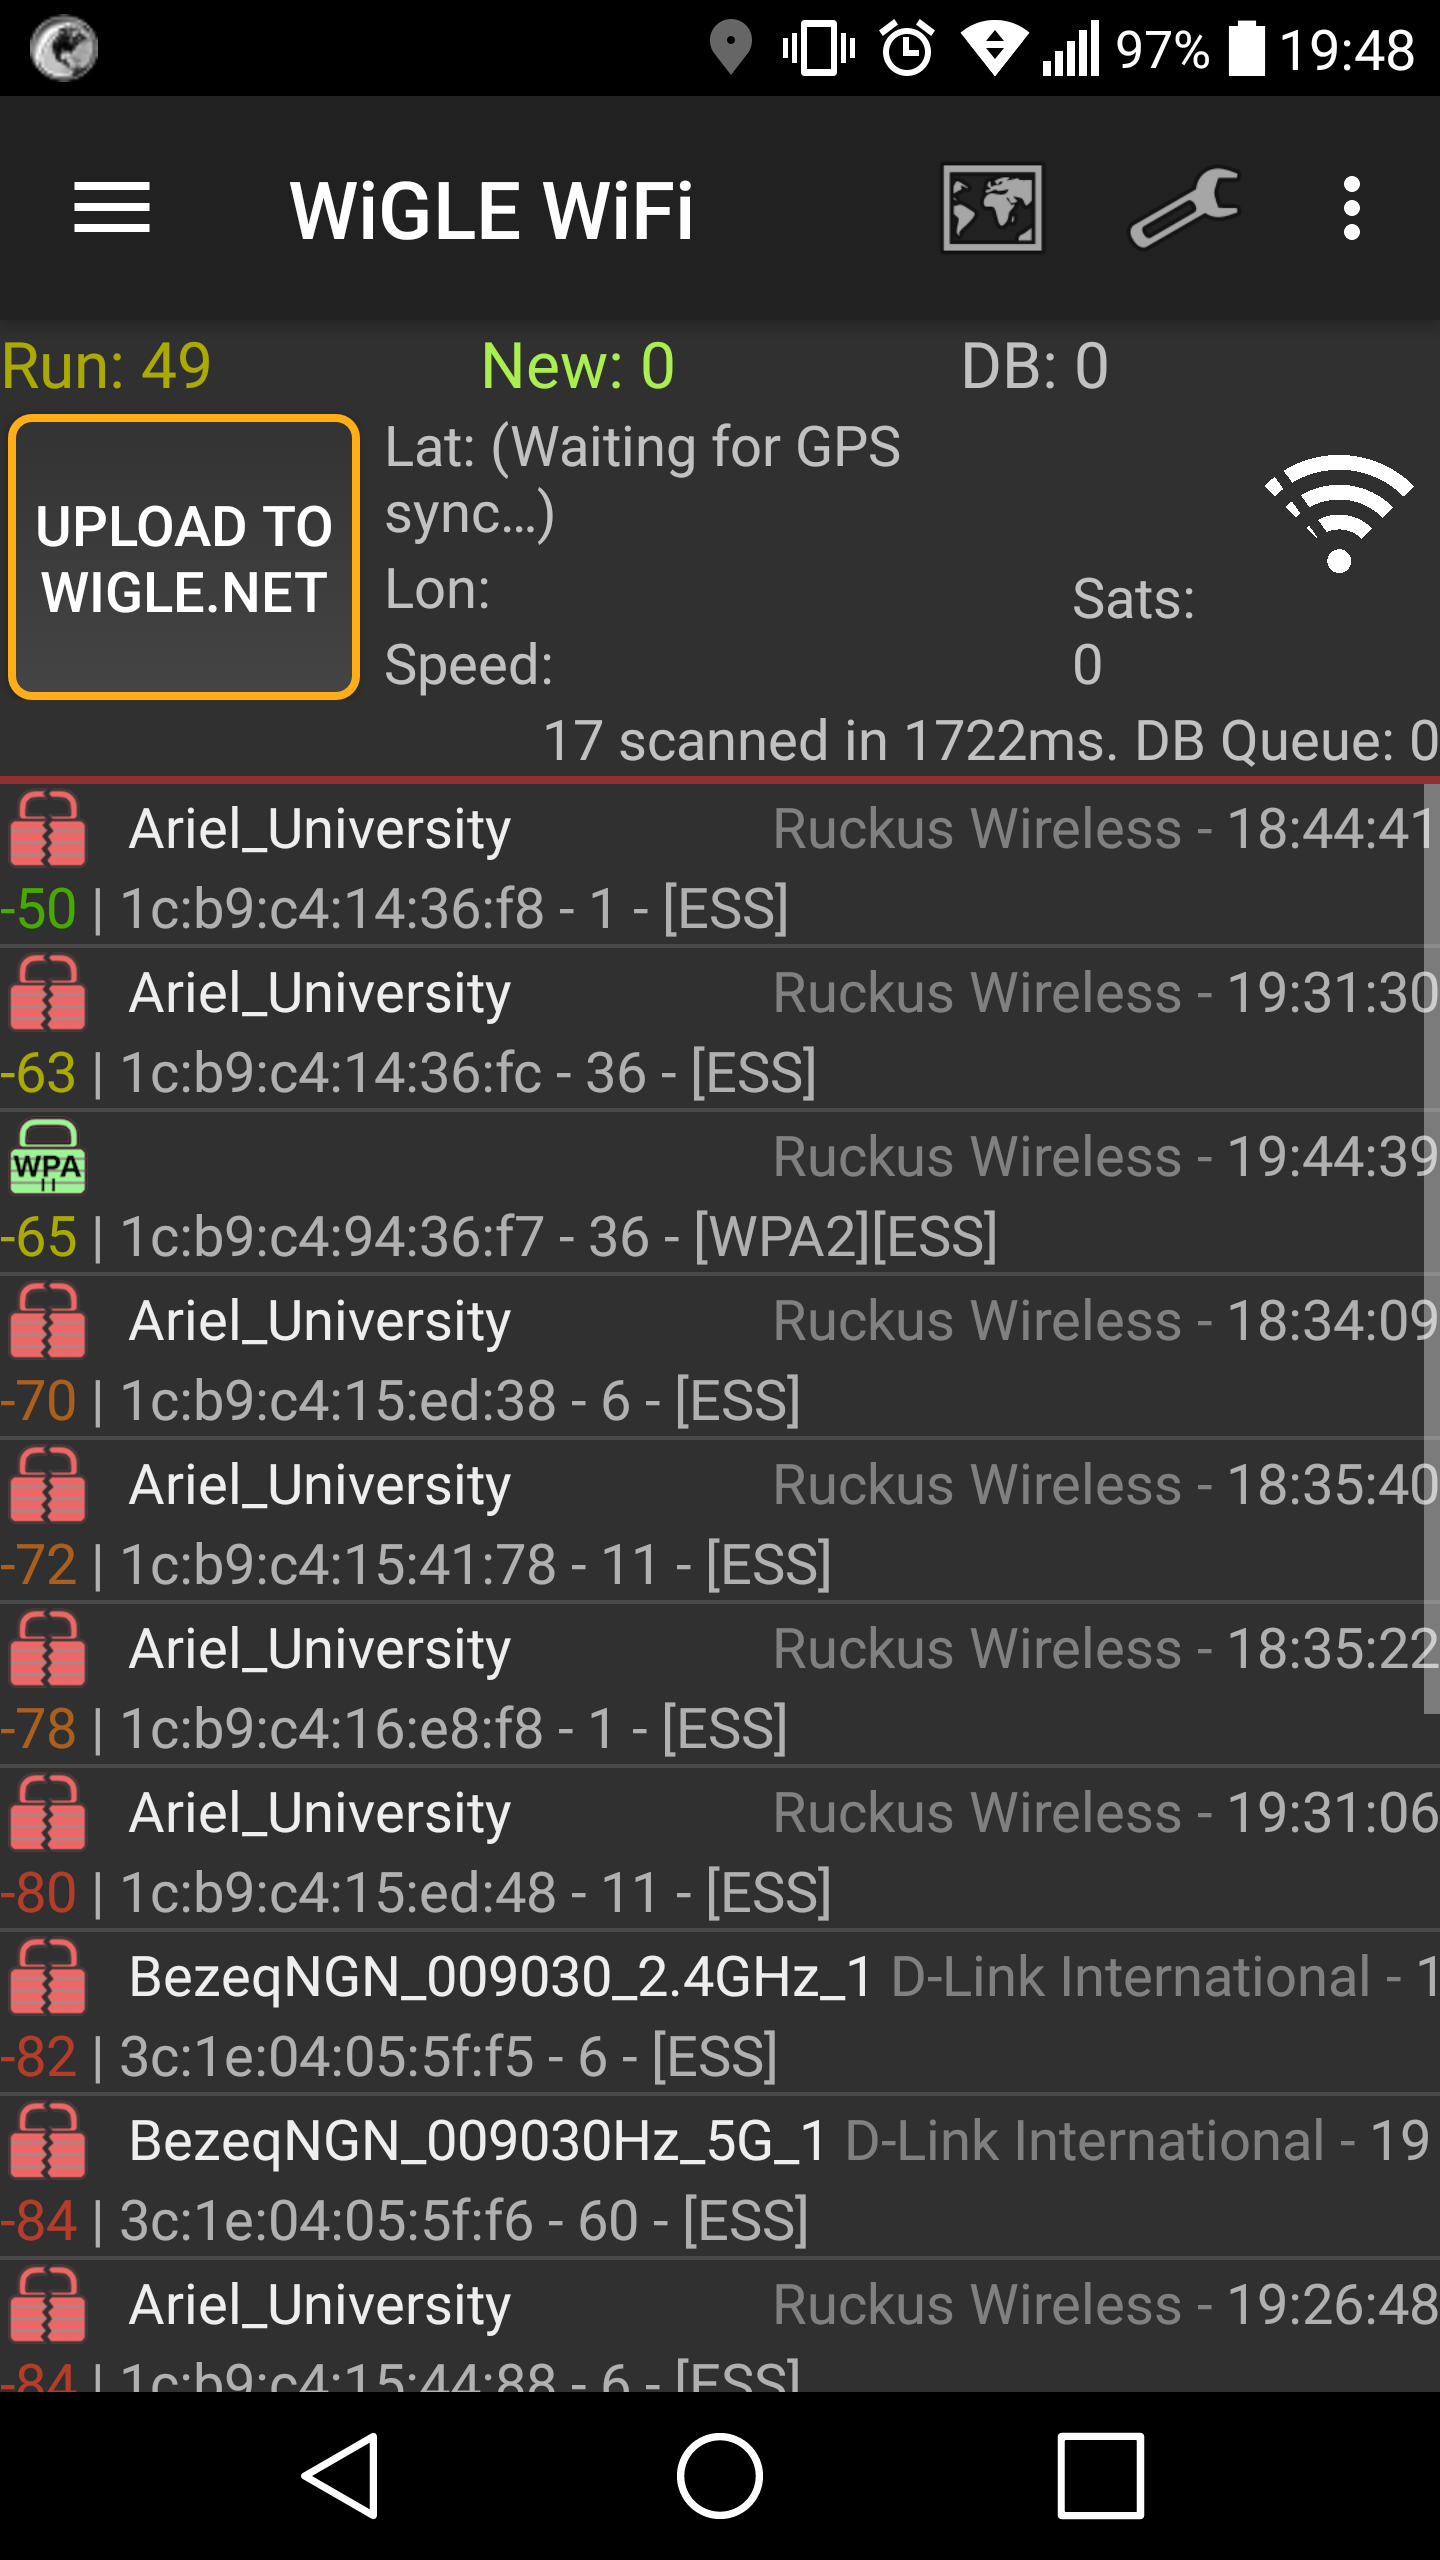 97% 19:48
WiGLE WiFi
Run: 49 New: 0 DB: 0
UPLOAD TO
WIGLE.NET
Lat: (Waiting for GPS
sync...)
Lon:
Speed:
Sats:
0
17 scanned in 1722ms. DB Queue: 0
Ariel_University Ruckus Wireless - 18:44:41
-50 | 1c:b9:c4:14:36:f8 - 1 - [ESS]
Ariel_University Ruckus Wireless - 19:31:30
-63 | 1c:b9:c4:14:36:fc - 36 - [ESS]
WPA II Ruckus Wireless - 19:44:39
-65 | 1c:b9:c4:94:36:f7 - 36 - [WPA2][ESS]
Ariel_University Ruckus Wireless - 18:34:09
-70 | 1c:b9:c4:15:ed:38 - 6 - [ESS]
Ariel_University Ruckus Wireless - 18:35:40
-72 | 1c:b9:c4:15:41:78 - 11 - [ESS]
Ariel_University Ruckus Wireless - 18:35:22
-78 | 1c:b9:c4:16:e8:f8 - 1 - [ESS]
Ariel_University Ruckus Wireless - 19:31:06
-80 | 1c:b9:c4:15:ed:48 - 11 - [ESS]
BezeqNGN_009030_2.4GHz_1 D-Link International - 1
-82 | 3c:1e:04:05:5f:f5 - 6 - [ESS]
BezeqNGN_009030Hz_5G_1 D-Link International - 19
-84 | 3c:1e:04:05:5f:f6 - 60 - [ESS]
Ariel_University Ruckus Wireless - 19:26:48
-84 | 1c:b9:c4:15:44:88 - 6 - [ESS]